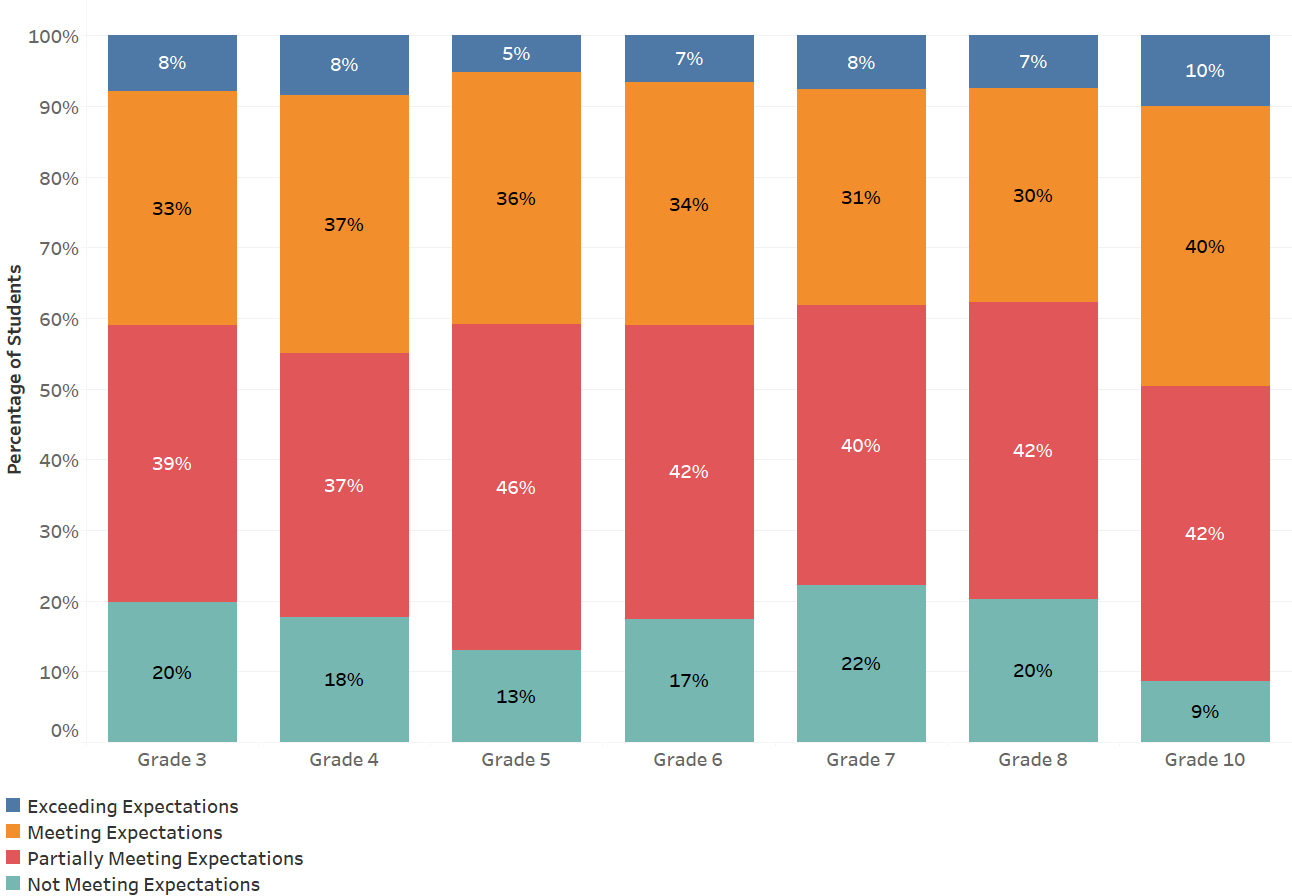 100%
90%
80%
70%
60%
50%
40%
30%
20%
10%
0%
Percentage of Students
8% 8% 5% 7% 8% 7% 10%
33% 37% 36% 34% 31% 30% 40%
39% 37% 46% 42% 40% 42% 42%
20% 18% 13% 17% 22% 20% 9%
Grade 3 Grade 4 Grade 5 Grade 6 Grade 7 Grade 8 Grade 10
Exceeding Expectations
Meeting Expectations
Partially Meeting Expectations
Not Meeting Expectations